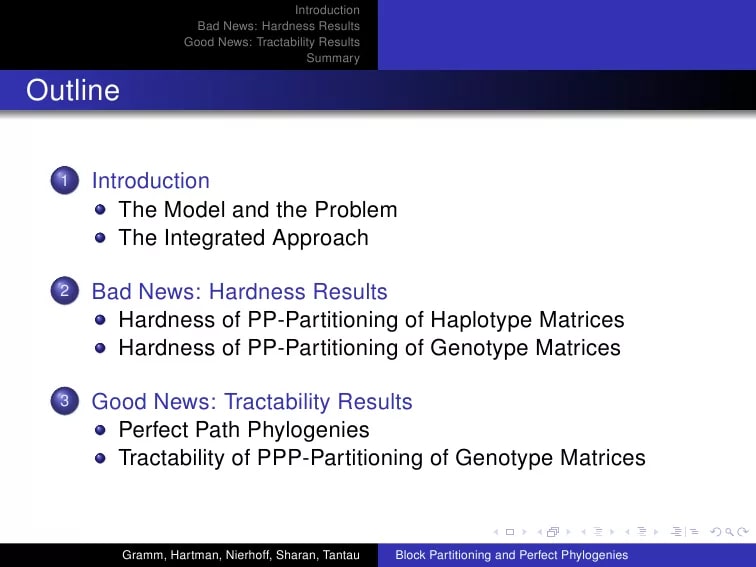 Introduction
Bad News: Hardness Results
Good News: Tractability Results
Summary
Outline
1 Introduction
The Model and the Problem
The Integrated Approach
2 Bad News: Hardness Results
Hardness of PP-Partitioning of Haplotype Matrices
Hardness of PP-Partitioning of Genotype Matrices
3 Good News: Tractability Results
Perfect Path Phylogenies
Tractability of PPP-Partitioning of Genotype Matrices
Gramm, Hartman, Nierhoff, Sharan, Tantau
Block Partitioning and Perfect Phylogenies